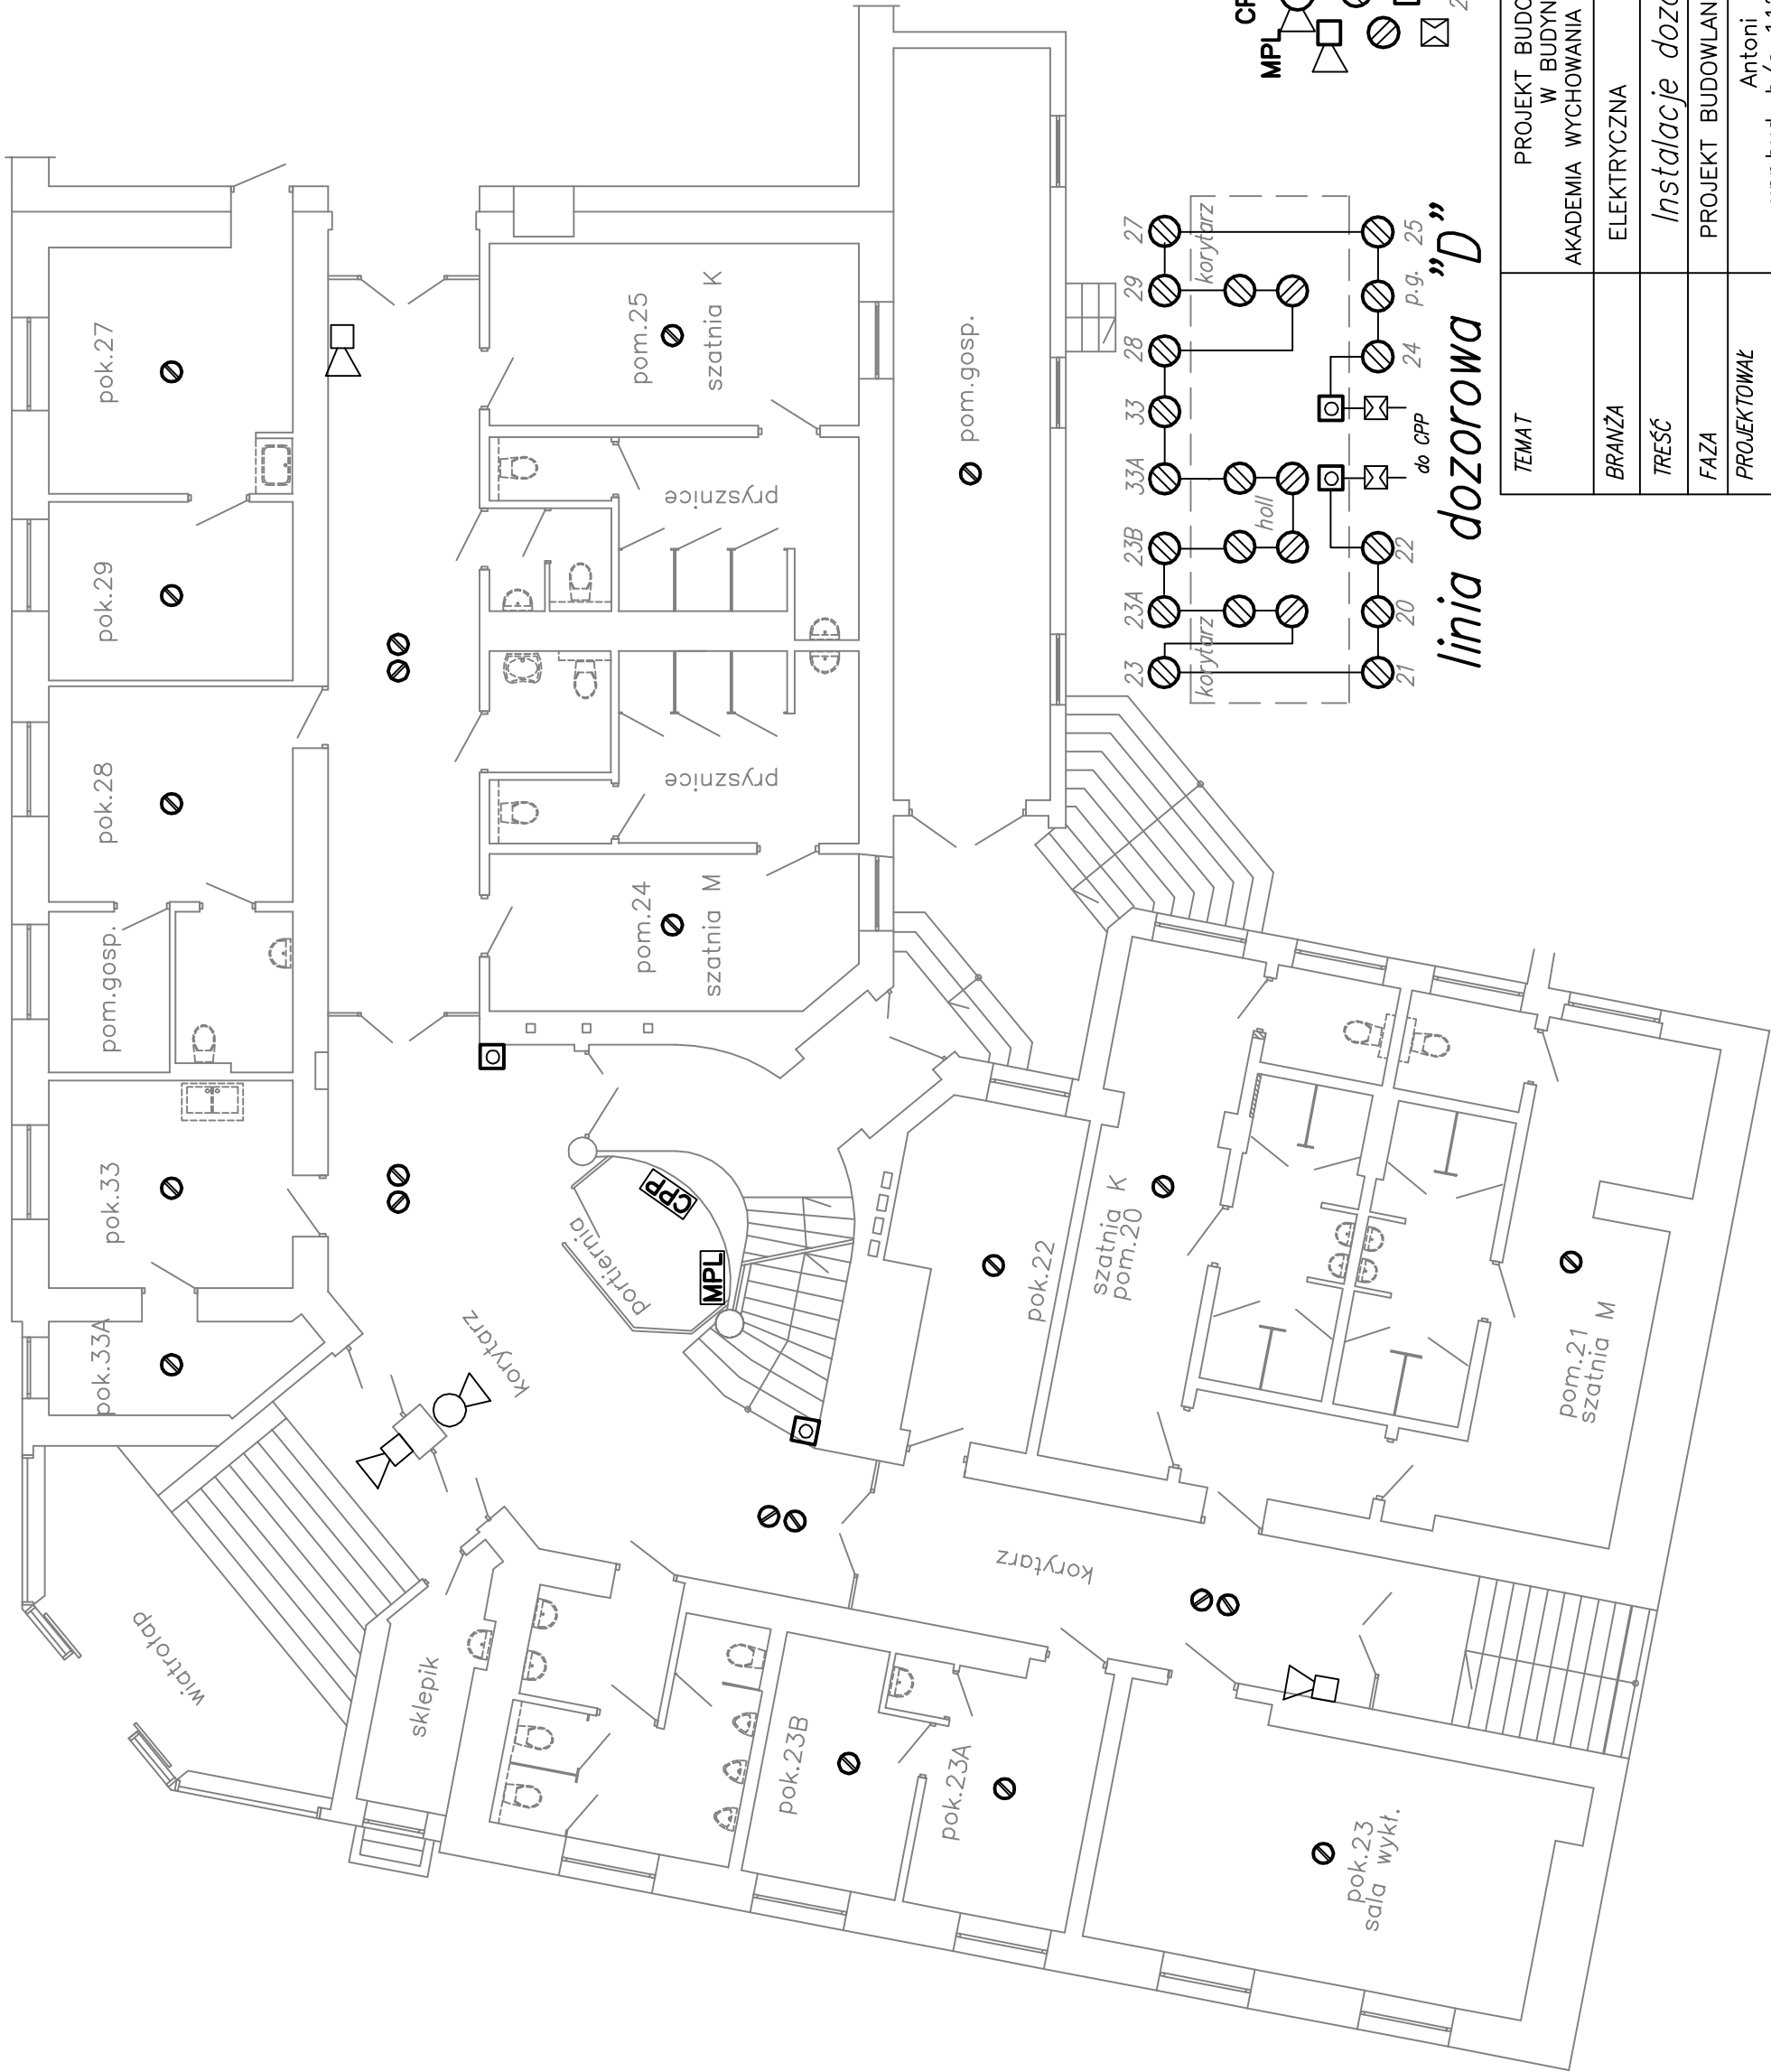 pok.27
pok.29
pok.28
pom.gosp.
pok.33
pok.33A
pom.25
szatnia K
prysznice
prysznice
pom.24
szatnia M
pom.gosp.
portiernia
CPP
MPL
korytarz
wiatrołap
sklepik
korytarz
pok.22
szatnia K
pom.20
pom.21
szatnia M
pok.23B
pok.23A
pok.23
sala wykł.
MPL
23
23A
23B
33A
33
28
29
27
korytarz
holl
korytarz
21
20
22
24
p.g.
25
do CPP
linia dozorowa "D"
TEMAT
PROJEKT
W
AKADEMIA WYCHOWANIA
BRANŻA
ELEKTRYCZNA
TREŚĆ
Instalacje
FAZA
PROJEKT
PROJEKTOWAŁ
Antoni